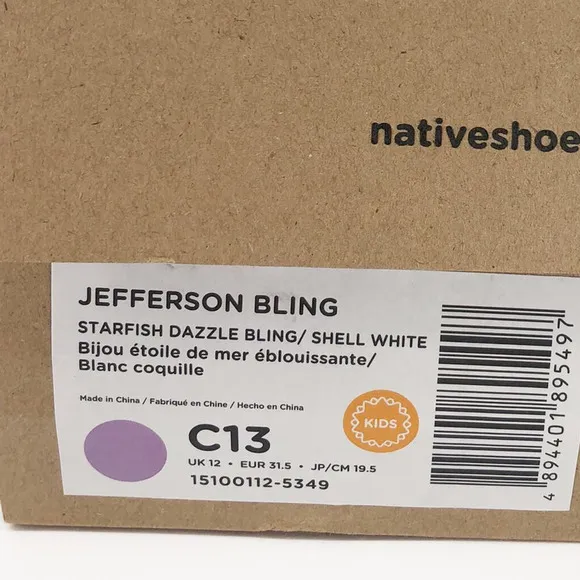 nativeshoe
JEFFERSON BLING
STARFISH DAZZLE BLING/ SHELL WHITE
Bijou étoile de mer éblouissante/
Blanc coquille
Made in China / Fabriqué en Chine / Hecho en China
KIDS
C13
UK 12 • EUR 31.5 • JP/CM 19.5
15100112-5349
4 894401 895497